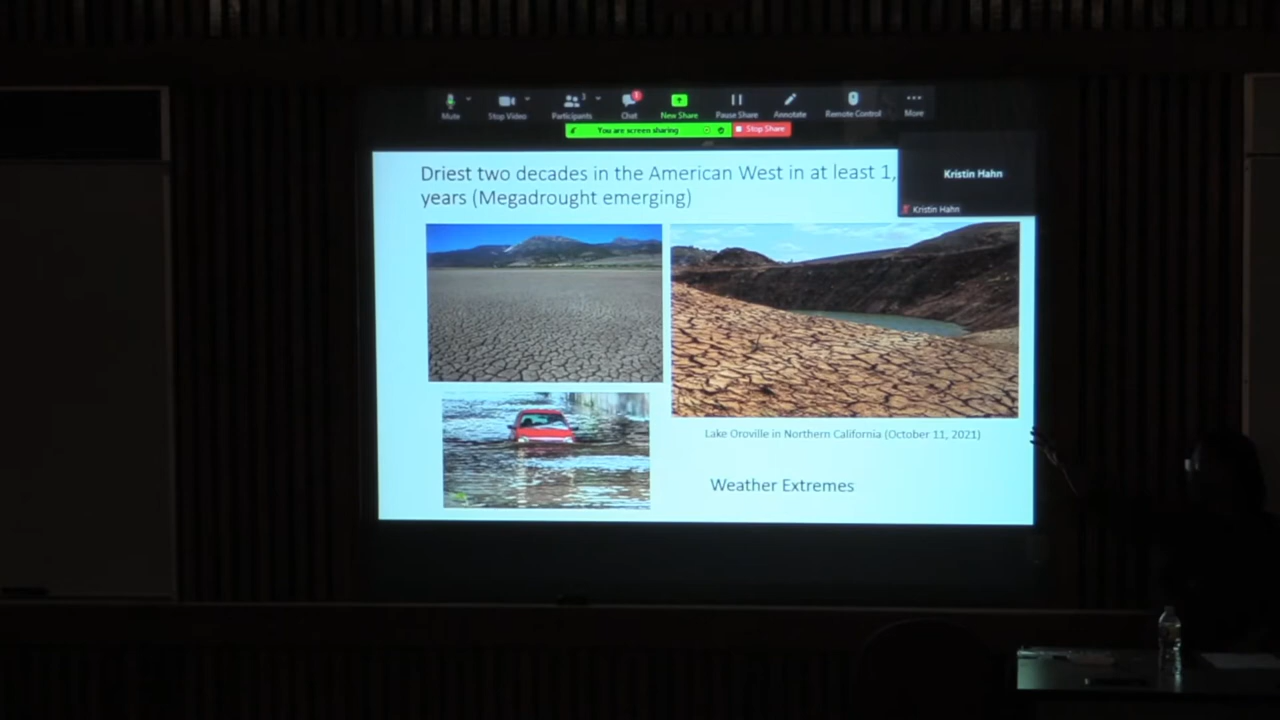 Mute
Stop Video
Participants
3
Chat
1
New Share
Pause Share
Annotate
Remote Control
More
You are screen sharing
Stop Share
Driest two decades in the American West in at least 1,
years (Megadrought emerging)
Kristin Hahn
Kristin Hahn
Lake Oroville in Northern California (October 11, 2021)
Weather Extremes